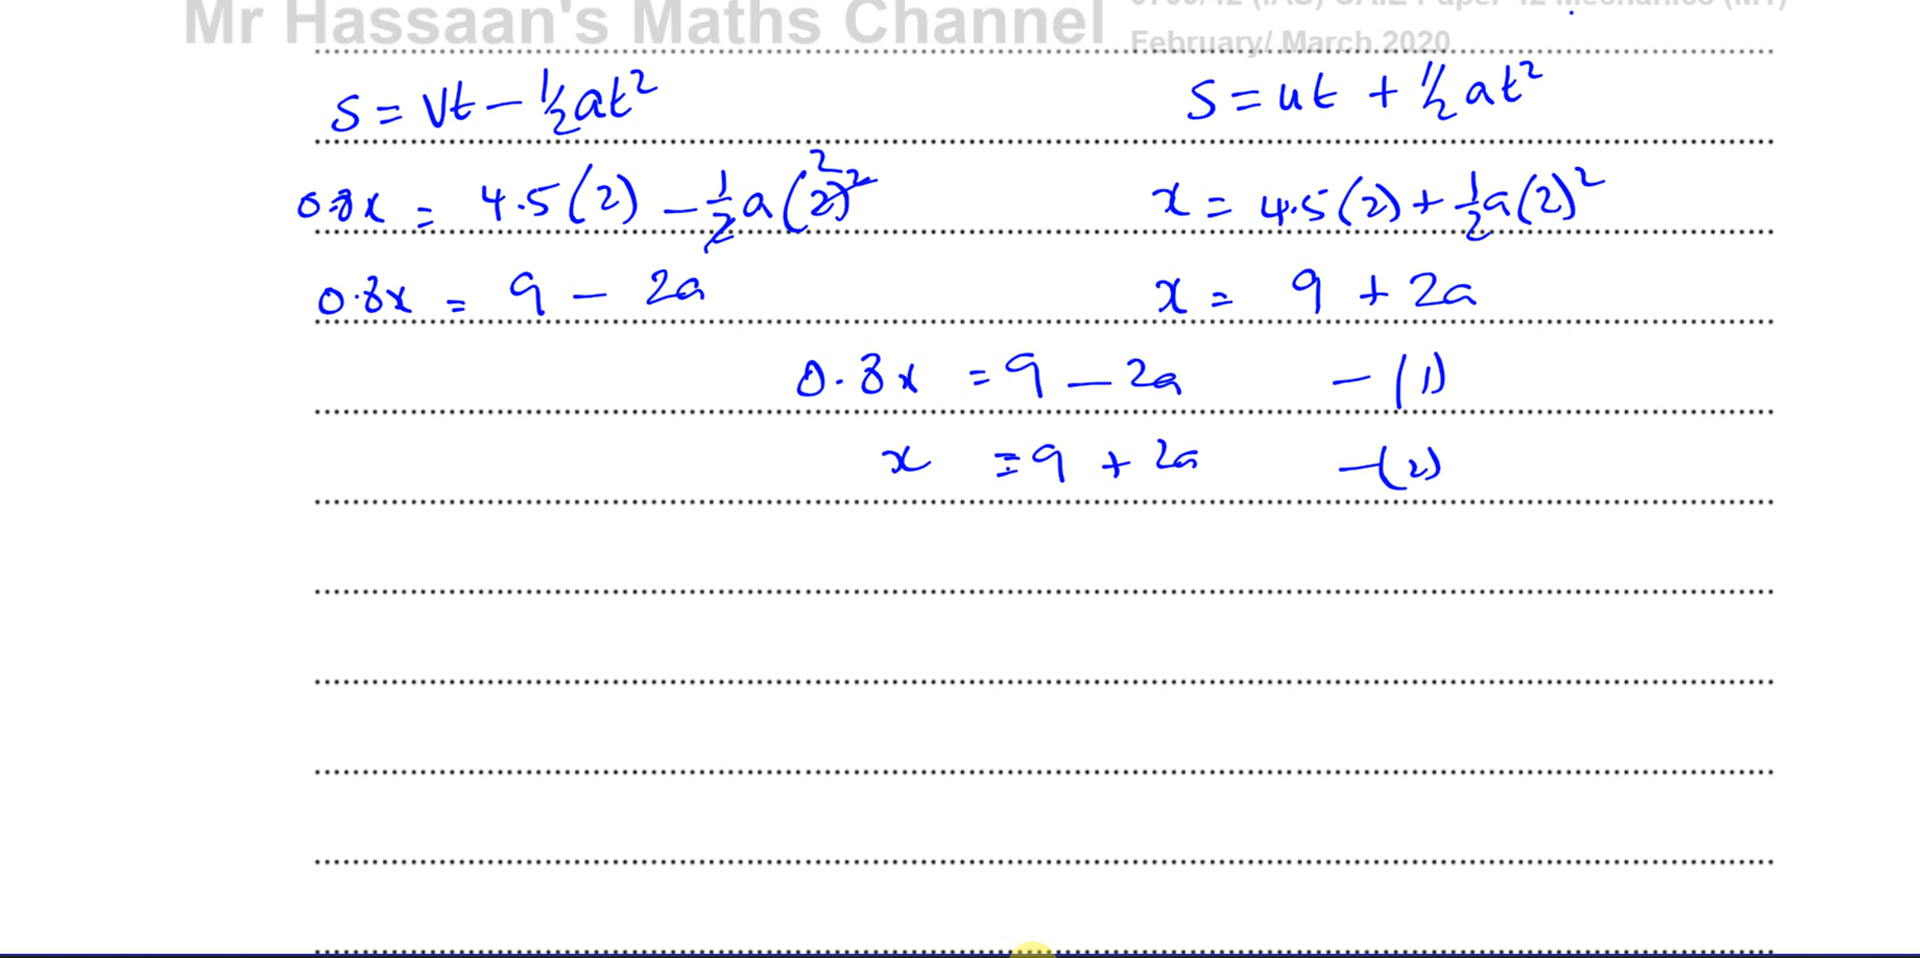 Mr Hassaan's Maths Channel
February/ March 2020
s = vt - ½at² s = ut + ½at²
0.8x = 4.5(2) - ½a(2)² x = 4.5(2) + ½a(2)²
0.8x = 9 - 2a x = 9 + 2a
0.8x = 9 - 2a - (1)
x = 9 + 2a - (2)